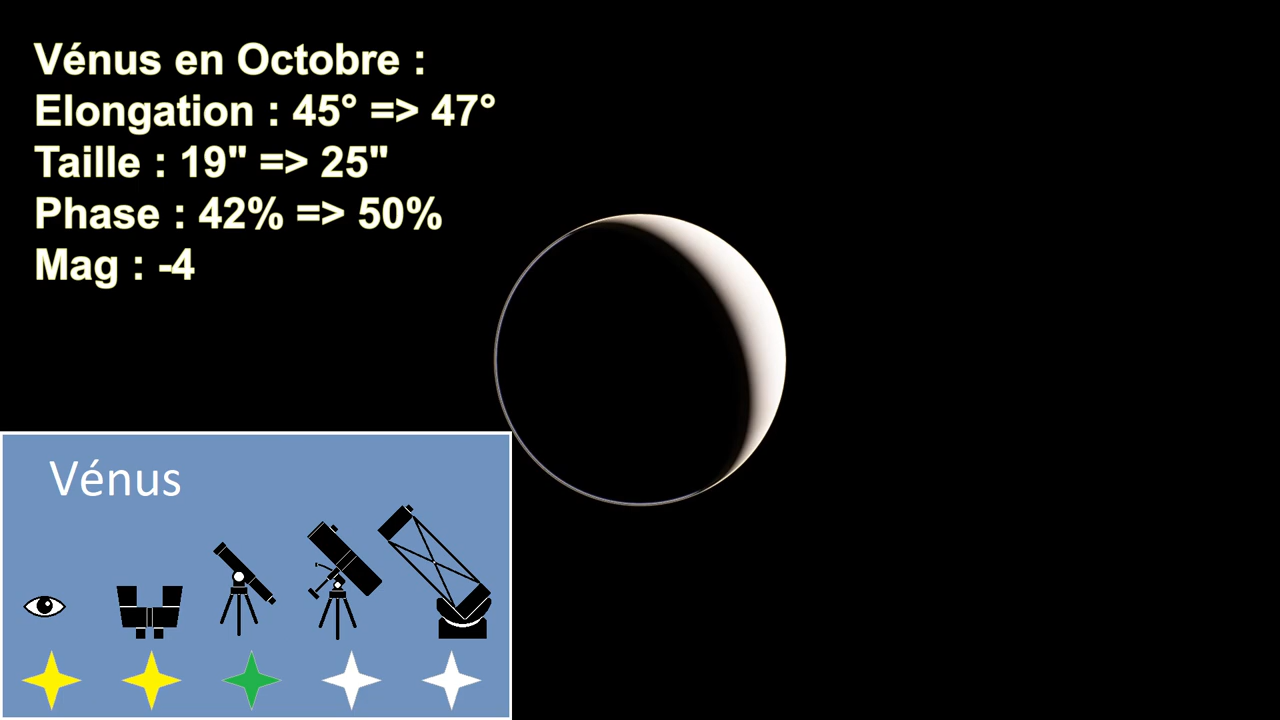 Vénus en Octobre :
Elongation : 45° => 47°
Taille : 19" => 25"
Phase : 42% => 50%
Mag : -4
Vénus